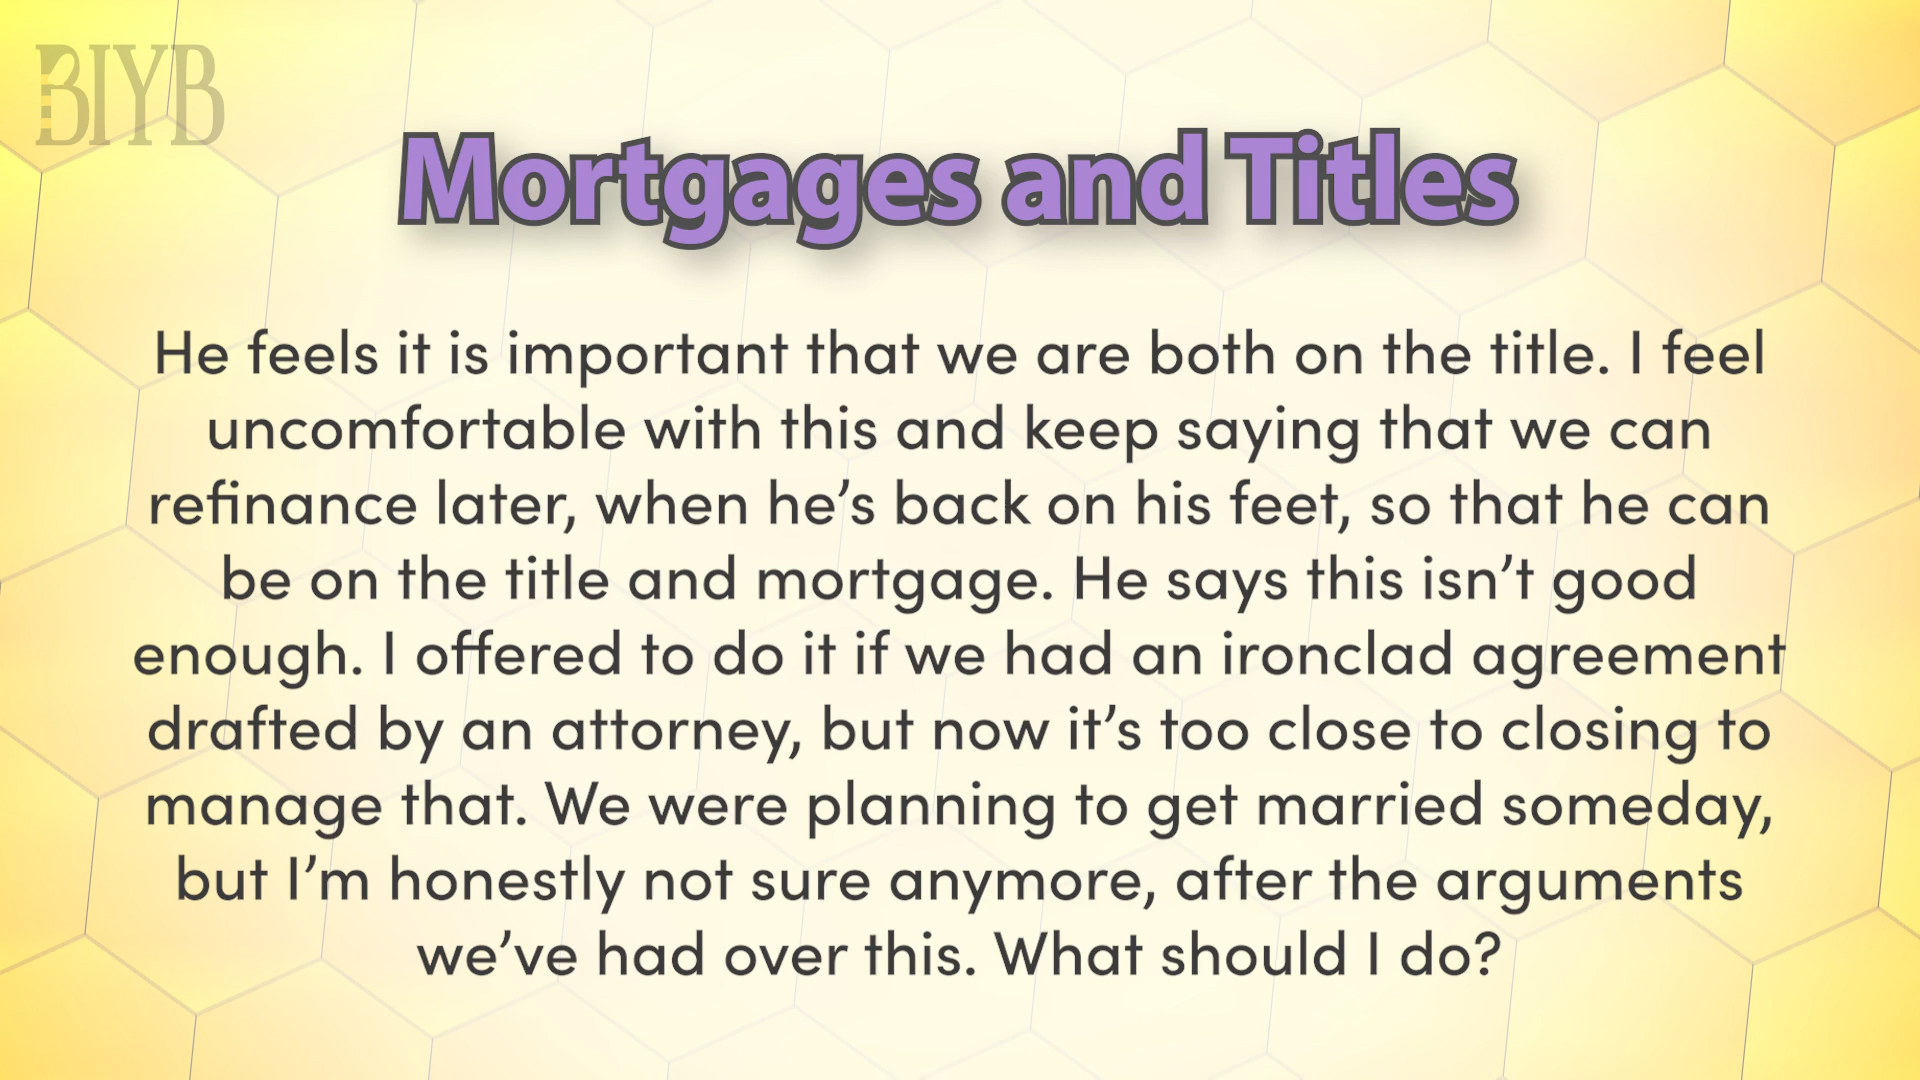 BIYB
Mortgages and Titles
He feels it is important that we are both on the title. I feel
uncomfortable with this and keep saying that we can
refinance later, when he’s back on his feet, so that he can
be on the title and mortgage. He says this isn’t good
enough. I offered to do it if we had an ironclad agreement
drafted by an attorney, but now it’s too close to closing to
manage that. We were planning to get married someday,
but I’m honestly not sure anymore, after the arguments
we’ve had over this. What should I do?